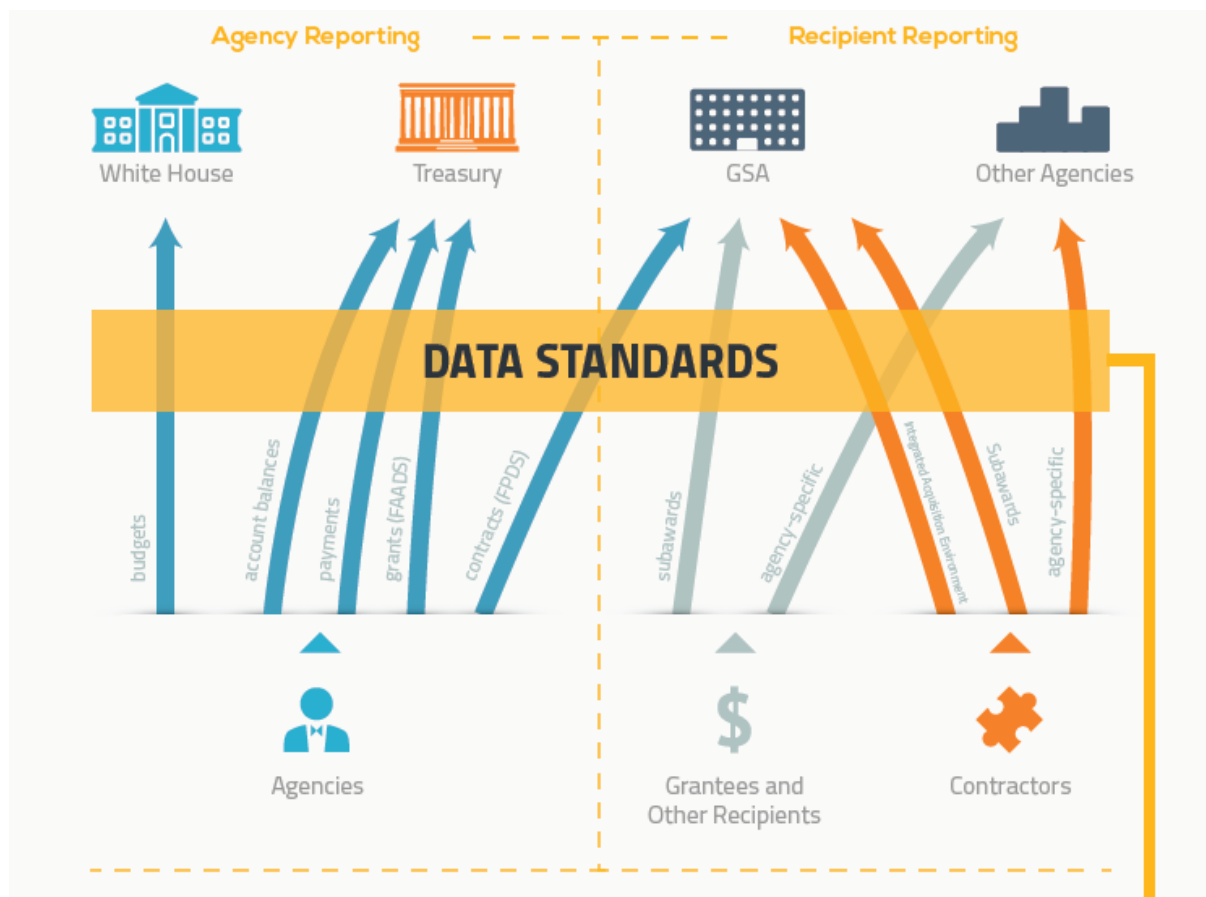 Agency Reporting
Recipient Reporting
White House
Treasury
GSA
Other Agencies
DATA STANDARDS
budgets
account balances
payments
grants (FAADS)
contracts (FPDS)
subawards
agency-specific
Integrated Acquisition Environment
Subawards
agency-specific
Agencies
Grantees and
Other Recipients
Contractors